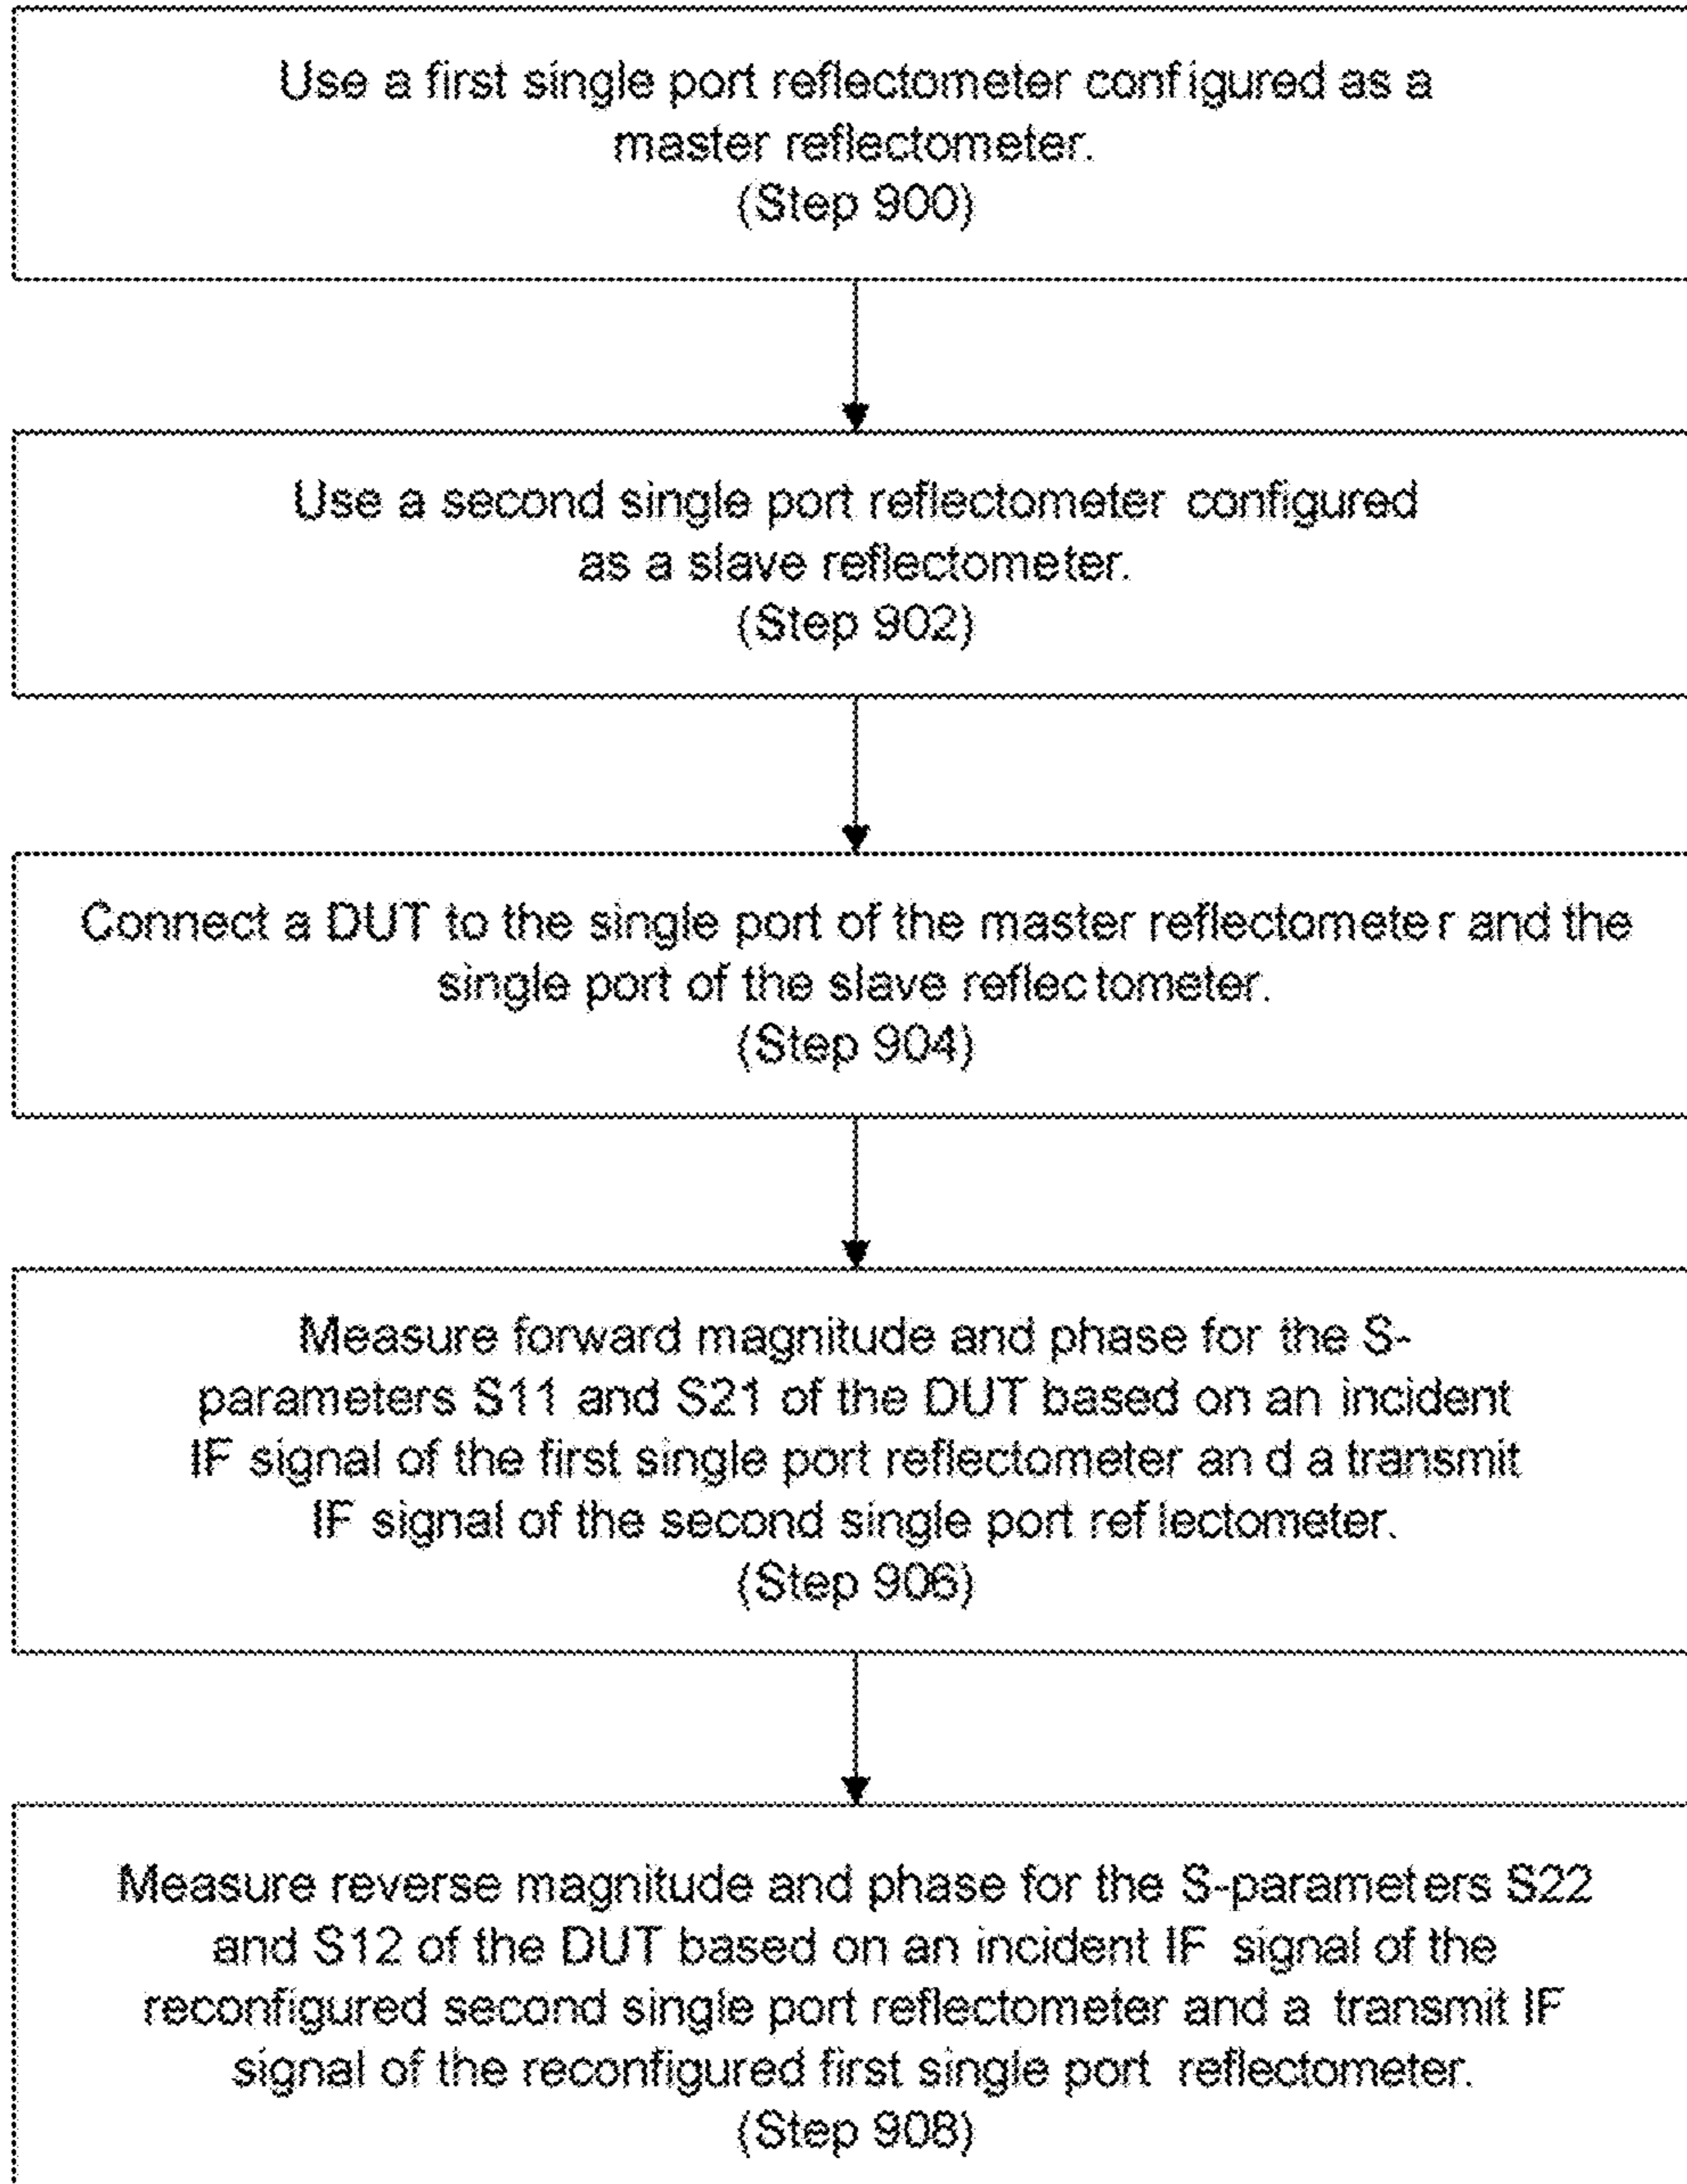 Use a first single port reflectometer configured as a
master reflectometer.
(Step 900)
Use a second single port reflectometer configured
as a slave reflectometer.
(Step 902)
Connect a DUT to the single port of the master reflectometer and the
single port of the slave reflectometer.
(Step 904)
Measure forward magnitude and phase for the S-
parameters S11 and S21 of the DUT based on an incident
IF signal of the first single port reflectometer an d a transmit
IF signal of the second single port reflectometer.
(Step 906)
Measure reverse magnitude and phase for the S-parameters S22
and S12 of the DUT based on an incident IF signal of the
reconfigured second single port reflectometer and a transmit IF
signal of the reconfigured first single port reflectometer.
(Step 908)